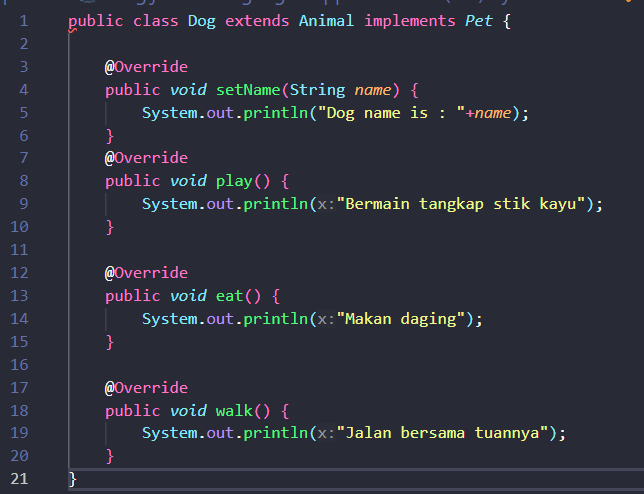 1 public class Dog extends Animal implements Pet {
2
3 @Override
4 public void setName(String name) {
5 System.out.println("Dog name is : "+name);
6 }
7 @Override
8 public void play() {
9 System.out.println(x:"Bermain tangkap stik kayu");
10 }
11
12 @Override
13 public void eat() {
14 System.out.println(x:"Makan daging");
15 }
16
17 @Override
18 public void walk() {
19 System.out.println(x:"Jalan bersama tuannya");
20 }
21 }